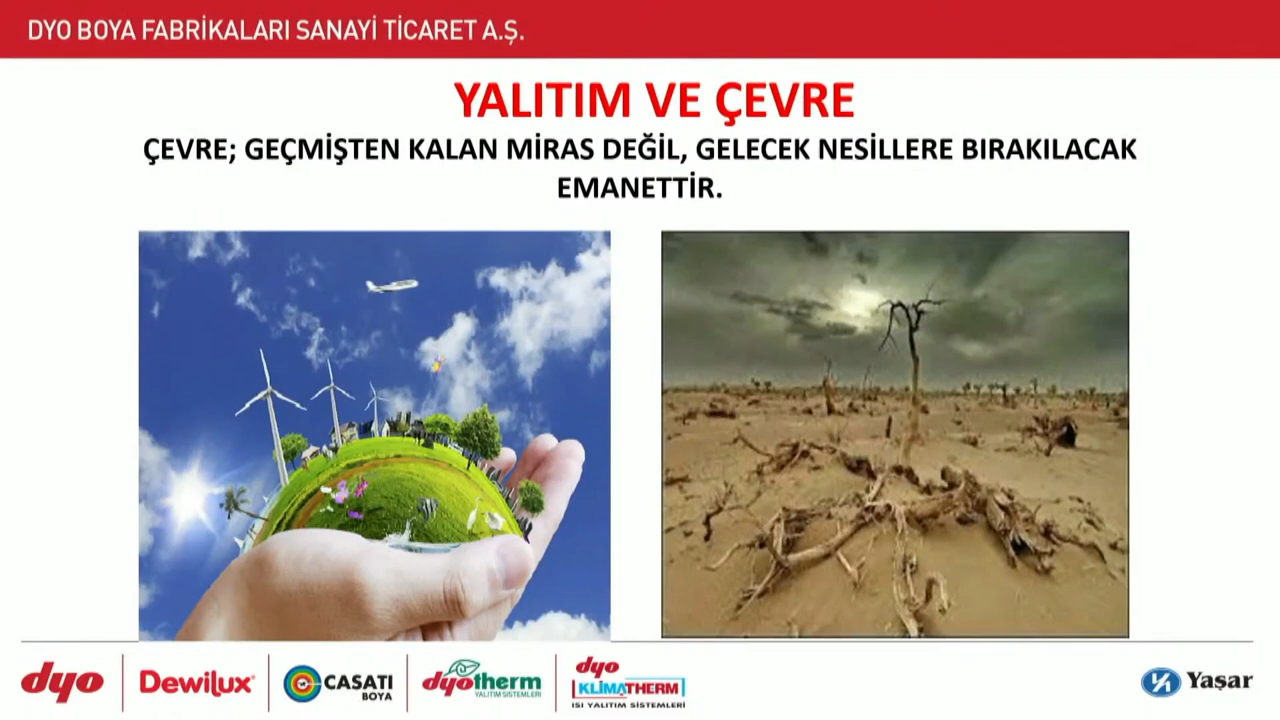 DYO BOYA FABRİKALARI SANAYİ TİCARET A.Ş.
YALITIM VE ÇEVRE
ÇEVRE; GEÇMİŞTEN KALAN MİRAS DEĞİL, GELECEK NESİLLERE BIRAKILACAK
EMANETTİR.
dyo
Dewilux
CASATI
BOYA
dyotherm
YALITIM SİSTEMLERİ
dyo
KLİMATHERM
ISI YALITIM SİSTEMLERİ
Yaşar